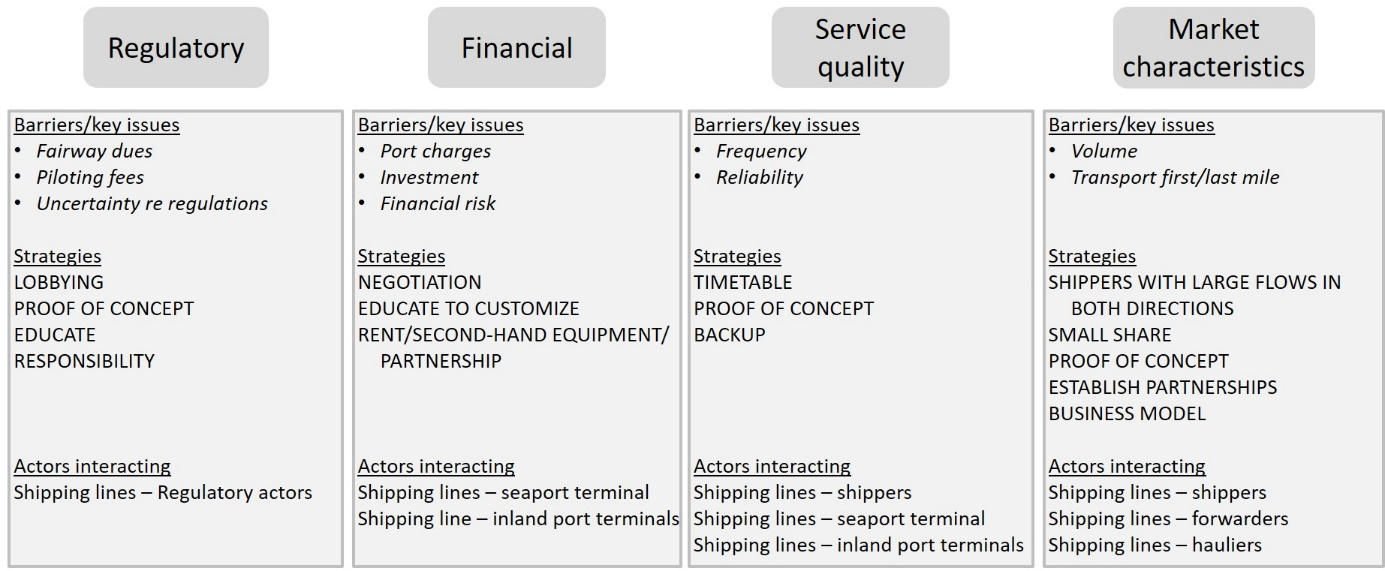 Regulatory
Barriers/key issues
• Fairway dues
• Piloting fees
• Uncertainty re regulations
Strategies
LOBBYING
PROOF OF CONCEPT
EDUCATE
RESPONSIBILITY
Actors interacting
Shipping lines – Regulatory actors
Financial
Barriers/key issues
• Port charges
• Investment
• Financial risk
Strategies
NEGOTIATION
EDUCATE TO CUSTOMIZE
RENT/SECOND-HAND EQUIPMENT/
PARTNERSHIP
Actors interacting
Shipping lines – seaport terminal
Shipping line – inland port terminals
Service
quality
Barriers/key issues
• Frequency
• Reliability
Strategies
TIMETABLE
PROOF OF CONCEPT
BACKUP
Actors interacting
Shipping lines – shippers
Shipping lines – seaport terminal
Shipping lines – inland port terminals
Market
characteristics
Barriers/key issues
• Volume
• Transport first/last mile
Strategies
SHIPPERS WITH LARGE FLOWS IN
BOTH DIRECTIONS
SMALL SHARE
PROOF OF CONCEPT
ESTABLISH PARTNERSHIPS
BUSINESS MODEL
Actors interacting
Shipping lines – shippers
Shipping lines – forwarders
Shipping lines – hauliers